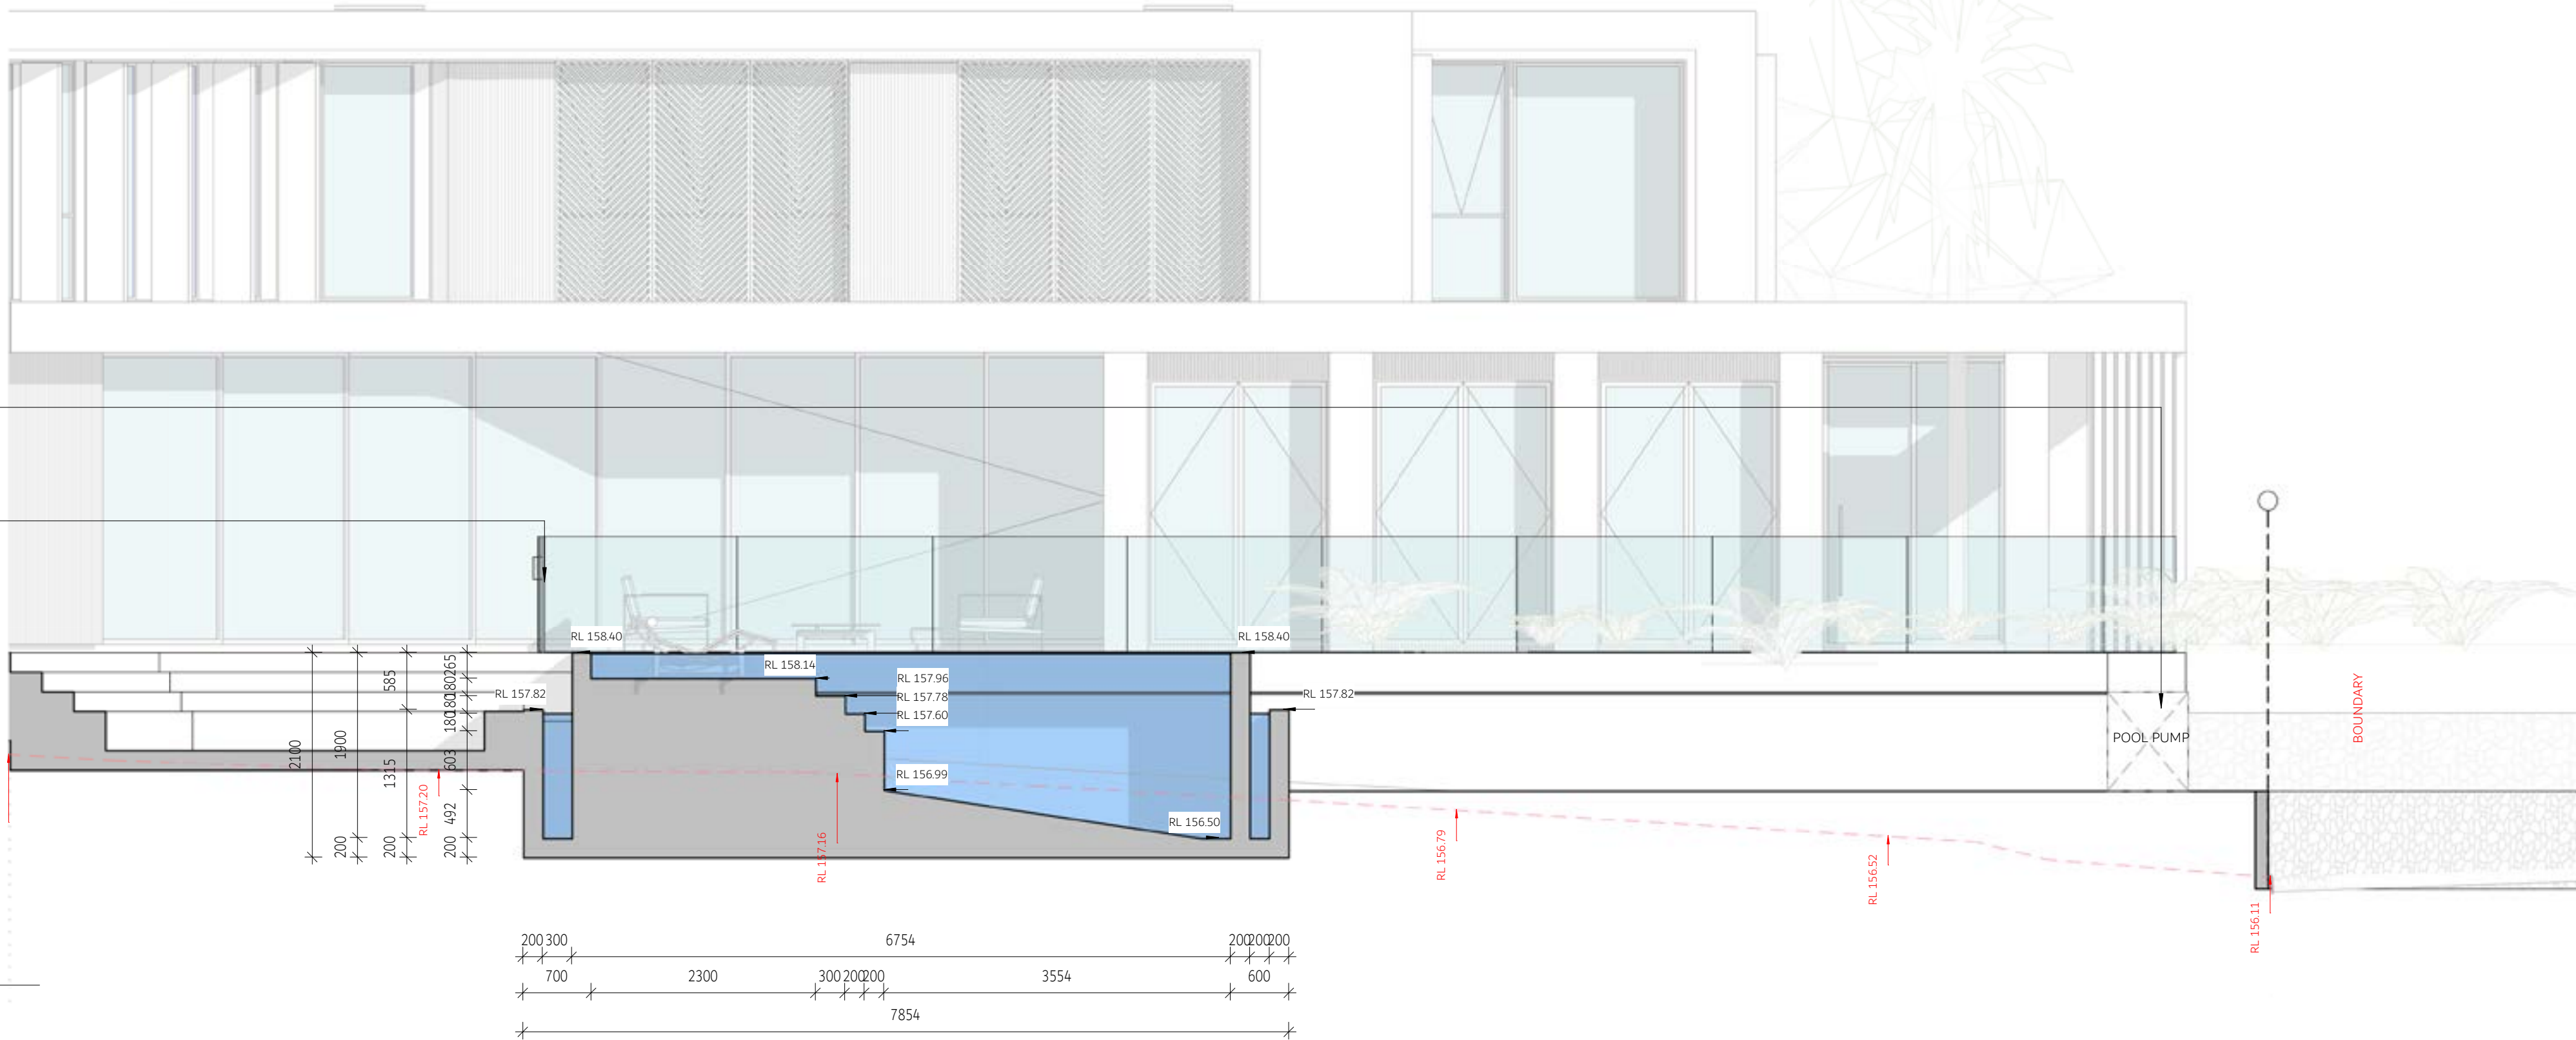 RL 158.40
RL 158.40
RL 158.14
RL 157.96
RL 157.82
RL 157.78
RL 157.82
RL 157.60
RL 156.99
RL 156.50
265
180
180
180
603
492
200
585
1315
200
1900
200
2100
RL 157.20
RL 157.16
RL 156.79
RL 156.52
RL 156.11
POOL PUMP
BOUNDARY
200 300 6754 200 200 200
700 2300 300 200 200 3554 600
7854